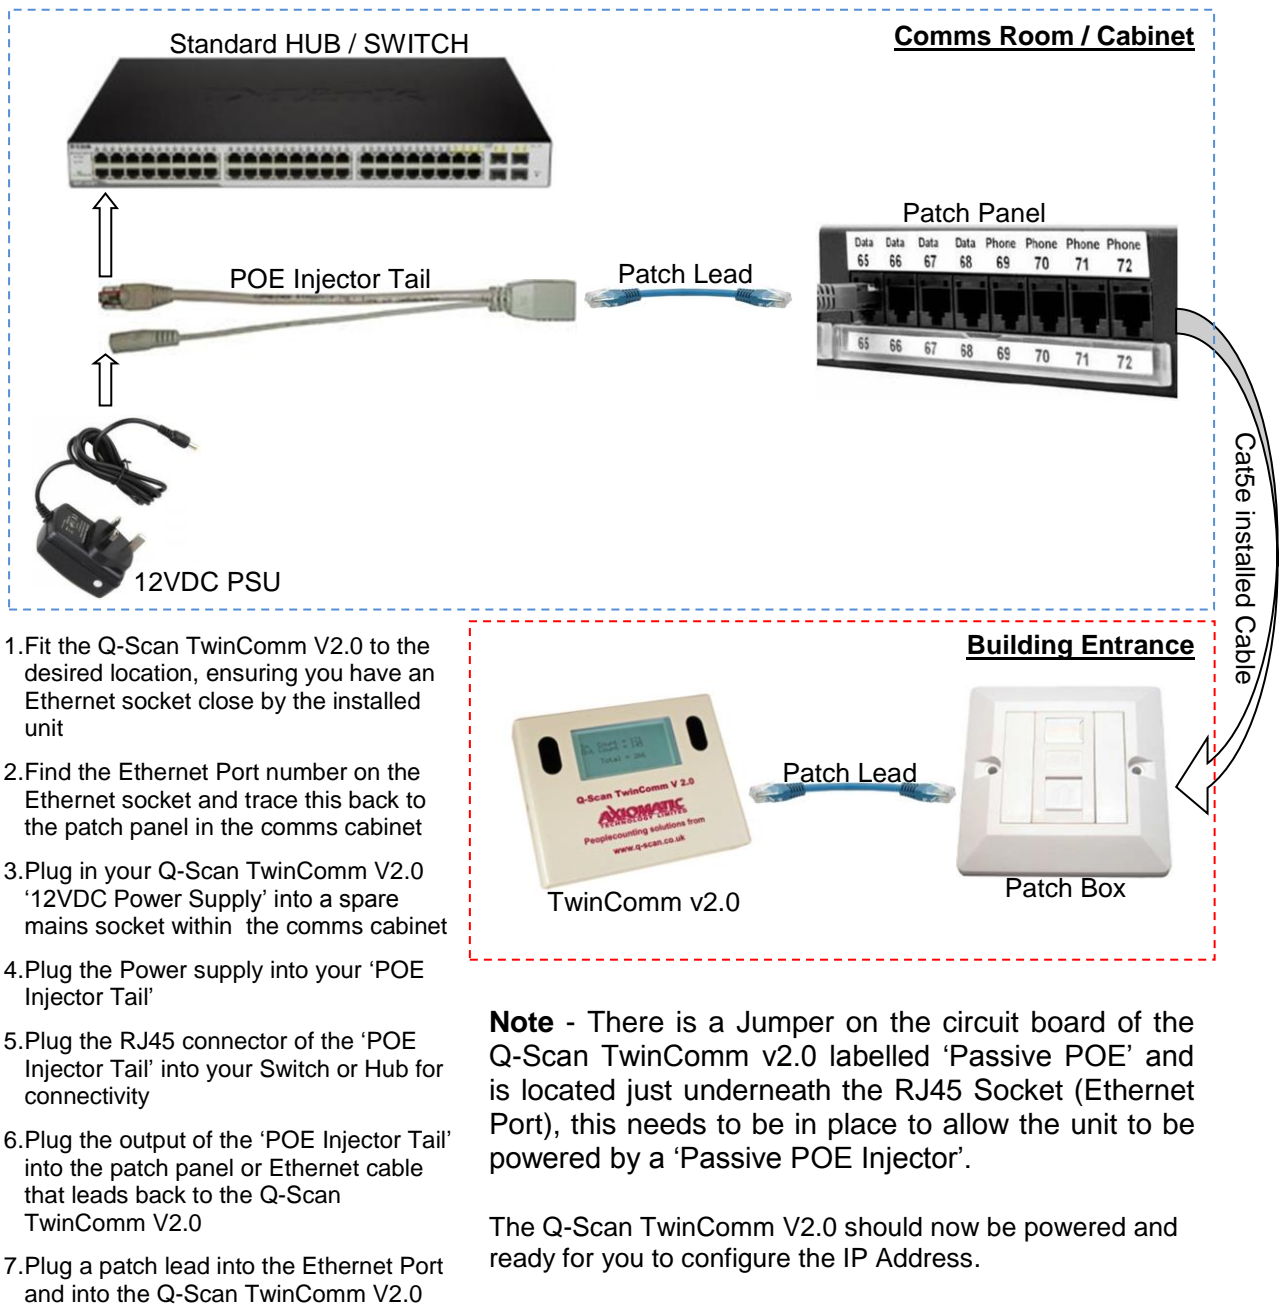 Standard HUB / SWITCH
Comms Room / Cabinet
Patch Panel
Data Data Data Data Phone Phone Phone Phone
65 66 67 68 69 70 71 72
POE Injector Tail
Patch Lead
65 66 67 68 69 70 71 72
Cat5e installed Cable
12VDC PSU
1.Fit the Q-Scan TwinComm V2.0 to the
desired location, ensuring you have an
Ethernet socket close by the installed
unit
2.Find the Ethernet Port number on the
Ethernet socket and trace this back to
the patch panel in the comms cabinet
3.Plug in your Q-Scan TwinComm V2.0
‘12VDC Power Supply’ into a spare
mains socket within the comms cabinet
4.Plug the Power supply into your ‘POE
Injector Tail’
5.Plug the RJ45 connector of the ‘POE
Injector Tail’ into your Switch or Hub for
connectivity
6.Plug the output of the ‘POE Injector Tail’
into the patch panel or Ethernet cable
that leads back to the Q-Scan
TwinComm V2.0
7.Plug a patch lead into the Ethernet Port
and into the Q-Scan TwinComm V2.0
Building Entrance
Total =
Q-Scan TwinComm V 2.0
AXIOMATIC
TECHNOLOGY LIMITED
Peoplecounting solutions from
www.q-scan.co.uk
TwinComm v2.0
Patch Lead
Patch Box
Note - There is a Jumper on the circuit board of the
Q-Scan TwinComm v2.0 labelled ‘Passive POE’ and
is located just underneath the RJ45 Socket (Ethernet
Port), this needs to be in place to allow the unit to be
powered by a ‘Passive POE Injector’.
The Q-Scan TwinComm V2.0 should now be powered and
ready for you to configure the IP Address.